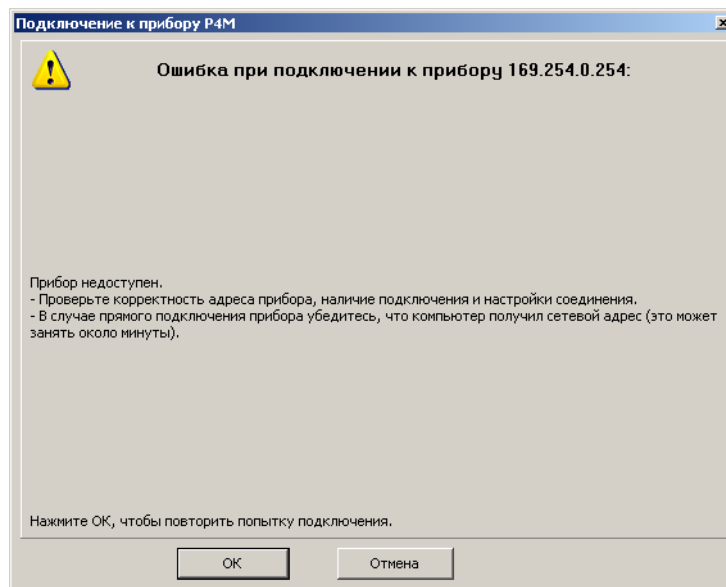 Подключение к прибору P4M
Ошибка при подключении к прибору 169.254.0.254:
Прибор недоступен.
- Проверьте корректность адреса прибора, наличие подключения и настройки соединения.
- В случае прямого подключения прибора убедитесь, что компьютер получил сетевой адрес (это может
занять около минуты).
Нажмите ОК, чтобы повторить попытку подключения.
ОК
Отмена